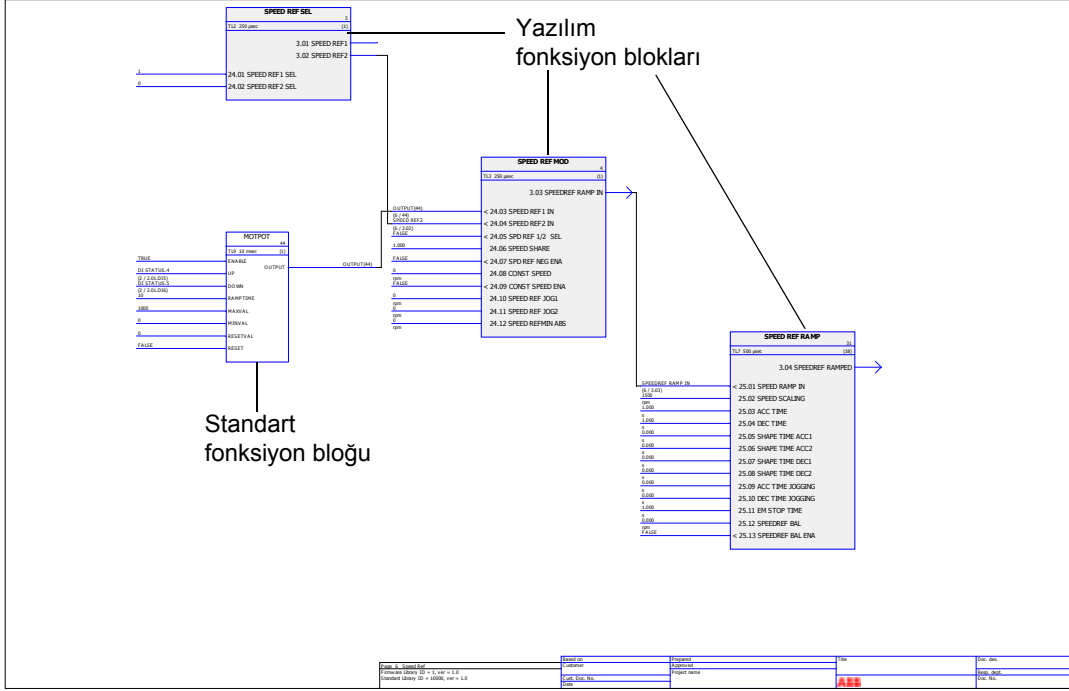 SPEED REF SEL
3
TL2 250 µsec (1)
3.01 SPEED REF1
3.02 SPEED REF2
1
24.01 SPEED REF1 SEL
0
24.02 SPEED REF2 SEL
Yazılım
fonksiyon blokları
SPEED REF MOD
4
TL3 250 µsec (1)
3.03 SPEEDREF RAMP IN
OUTPUT(44)
< 24.03 SPEED REF1 IN
(6 / 44)
SPEED REF2
< 24.04 SPEED REF2 IN
(6 / 3.02)
FALSE
< 24.05 SPD REF 1/2 SEL
1.000
24.06 SPEED SHARE
FALSE
< 24.07 SPD REF NEG ENA
0
24.08 CONST SPEED
rpm
FALSE
< 24.09 CONST SPEED ENA
0
24.10 SPEED REF JOG1
rpm
0
24.11 SPEED REF JOG2
rpm
0
24.12 SPEED REFMIN ABS
rpm
MOTPOT
44
TL8 10 msec (1)
TRUE
ENABLE
OUTPUT
OUTPUT(44)
DI STATUS.4
UP
(2 / 2.01.DI5)
DI STATUS.5
DOWN
(2 / 2.01.DI6)
10
RAMPTIME
1000
MAXVAL
0
MINVAL
0
RESETVAL
FALSE
RESET
Standart
fonksiyon bloğu
SPEED REF RAMP
31
TL7 500 µsec (18)
3.04 SPEEDREF RAMPED
SPEEDREF RAMP IN
< 25.01 SPEED RAMP IN
(6 / 3.03)
1500
25.02 SPEED SCALING
rpm
1.000
25.03 ACC TIME
s
1.000
25.04 DEC TIME
s
0.000
25.05 SHAPE TIME ACC1
s
0.000
25.06 SHAPE TIME ACC2
s
0.000
25.07 SHAPE TIME DEC1
s
0.000
25.08 SHAPE TIME DEC2
s
0.000
25.09 ACC TIME JOGGING
s
0.000
25.10 DEC TIME JOGGING
s
1.000
25.11 EM STOP TIME
s
0.000
25.12 SPEEDREF BAL
rpm
FALSE
< 25.13 SPEEDREF BAL ENA
Page 6 Speed Ref
Firmware Library ID = 1, ver = 1.0
Standard Library ID = 10000, ver = 1.0
Based on
Customer
Cust. Doc. No.
Date
Prepared
Approved
Project name
Title
ABB
Doc. des.
Resp. dept.
Doc. No.